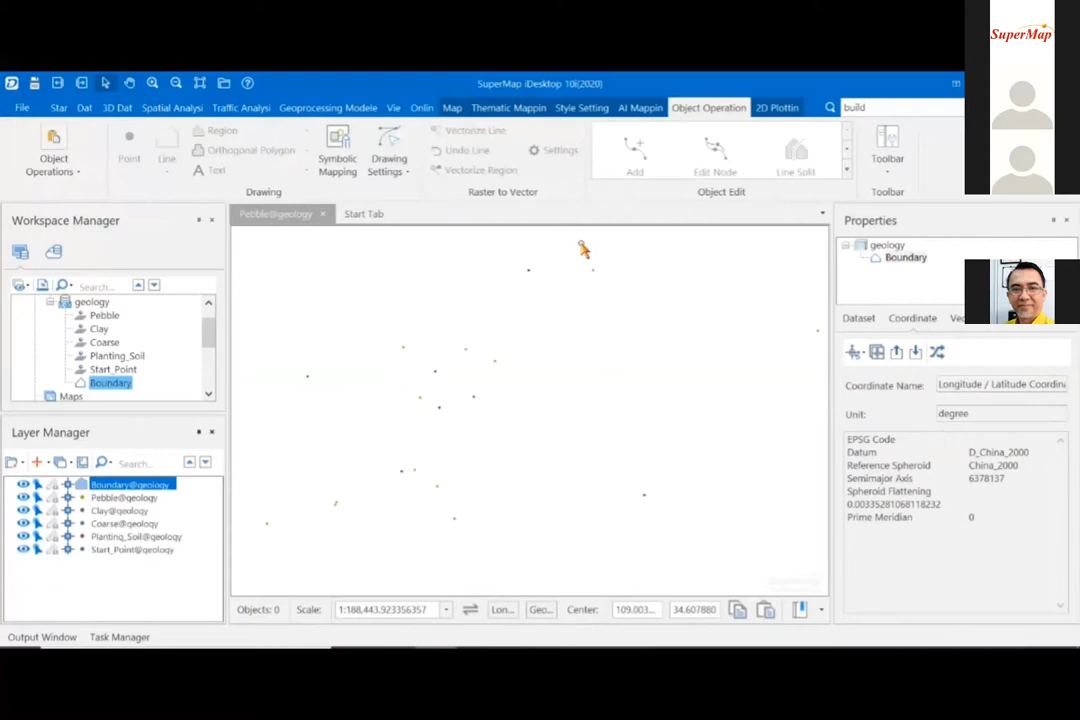 SuperMap
SuperMap iDesktop 10i(2020)
File Star Dat 3D Dat Spatial Analysi Traffic Analysi Geoprocessing Modele Vie Onlin Map Thematic Mappin Style Setting AI Mappin Object Operation 2D Plottin build
Object Operations
Point
Line
Region
Orthogonal Polygon
Text
Symbolic Mapping
Drawing Settings
Drawing
Vectorize Line
Undo Line
Vectorize Region
Settings
Raster to Vector
Add
Edit Node
Line Split
Object Edit
Toolbar
Toolbar
Workspace Manager
Search...
geology
Pebble
Clay
Coarse
Planting_Soil
Start_Point
Boundary
Maps
Layer Manager
Search...
Boundary@geology
Pebble@geology
Clay@geology
Coarse@geology
Planting_Soil@geology
Start_Point@geology
Output Window Task Manager
Pebble@geology Start Tab
Objects: 0 Scale: 1:188,443.923356357 Lon... Geo... Center: 109.003... 34.607880
Properties
geology
Boundary
Dataset Coordinate Vec
Coordinate Name: Longitude / Latitude Coordin
Unit: degree
EPSG Code
Datum D_China_2000
Reference Spheroid China_2000
Semimajor Axis 6378137
Spheroid Flattening
0.00335281068118232
Prime Meridian 0